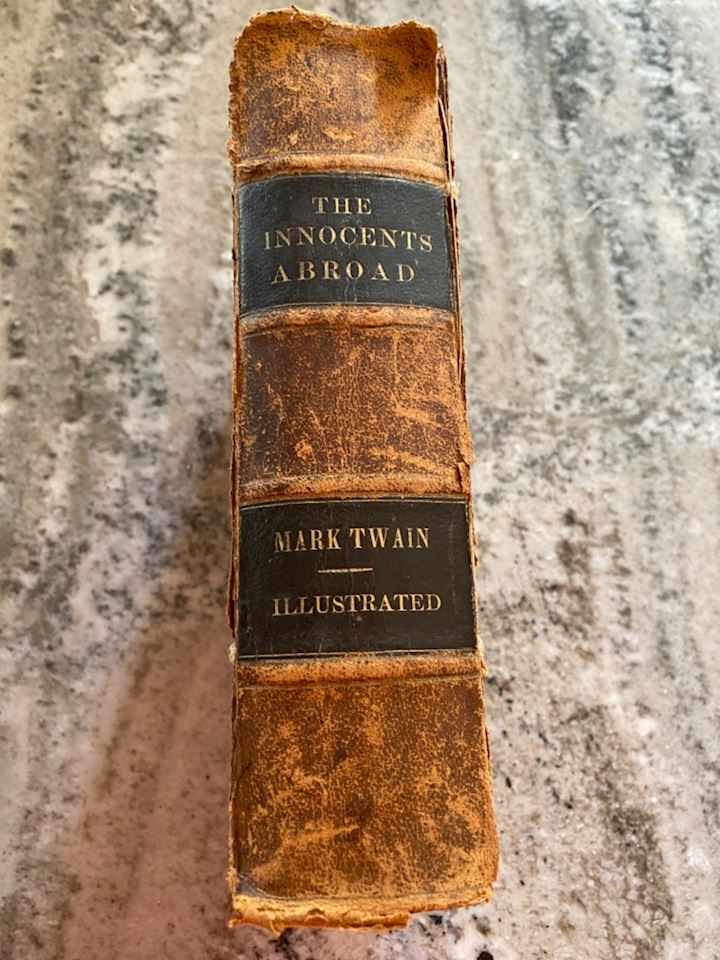 THE
INNOCENTS
ABROAD
MARK TWAIN
ILLUSTRATED